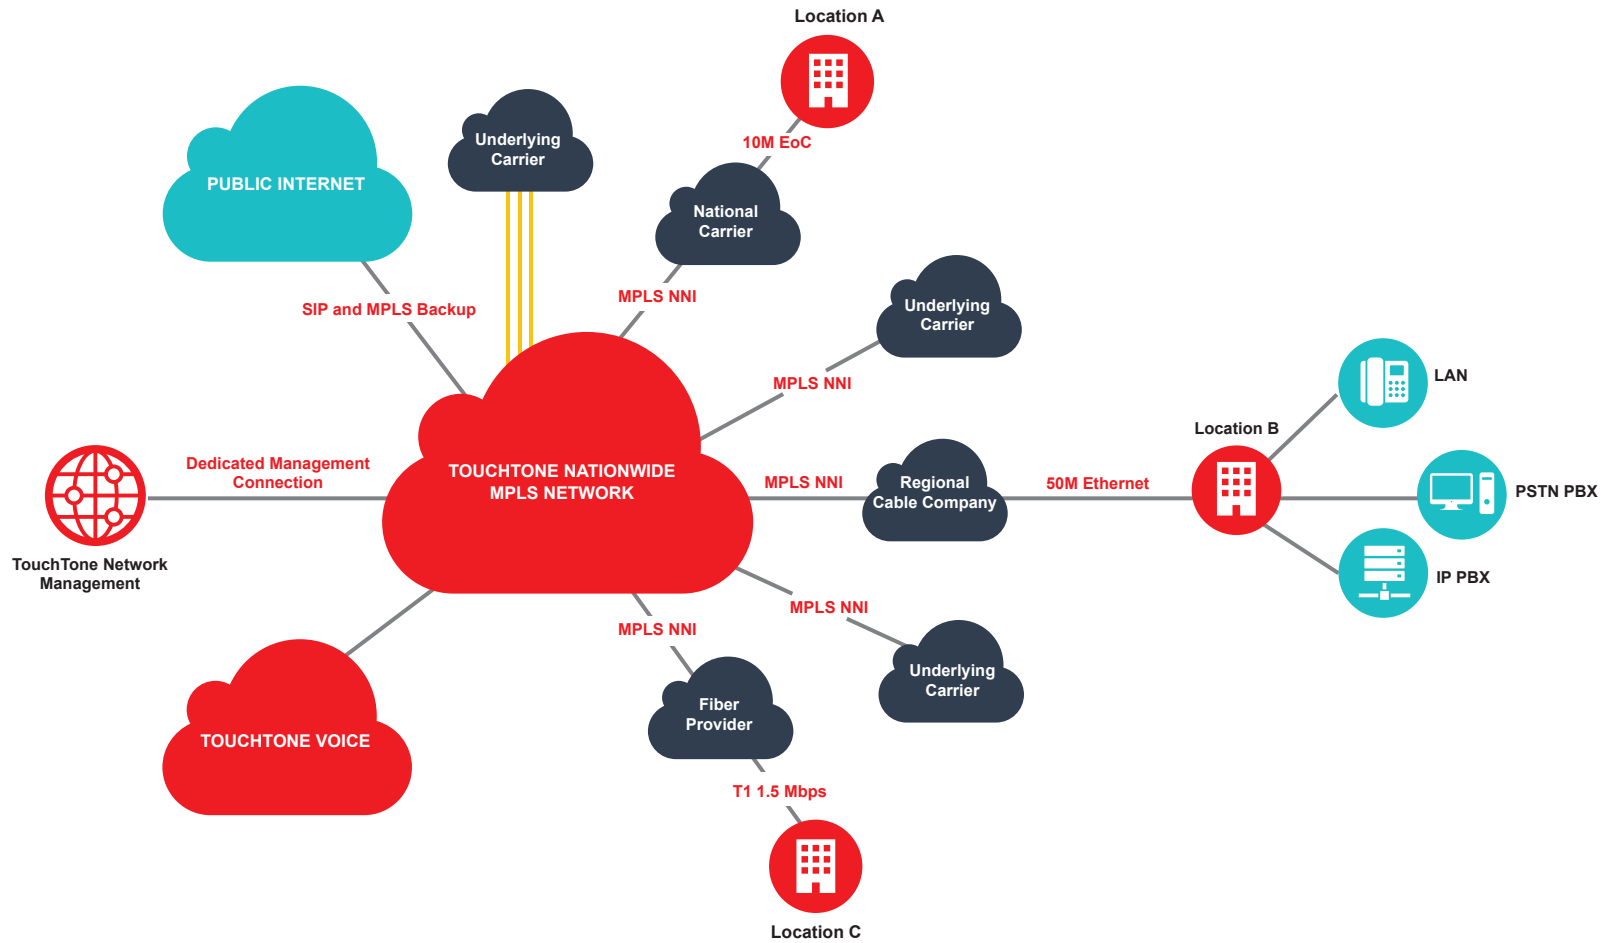 Location A
10M EoC
Underlying
Carrier
PUBLIC INTERNET
National
Carrier
SIP and MPLS Backup
MPLS NNI
Underlying
Carrier
MPLS NNI
LAN
Location B
Dedicated Management
Connection
TOUCHTONE NATIONWIDE
MPLS NETWORK
MPLS NNI
Regional
Cable Company
50M Ethernet
PSTN PBX
TouchTone Network
Management
IP PBX
MPLS NNI
MPLS NNI
Underlying
Carrier
Fiber
Provider
TOUCHTONE VOICE
T1 1.5 Mbps
Location C